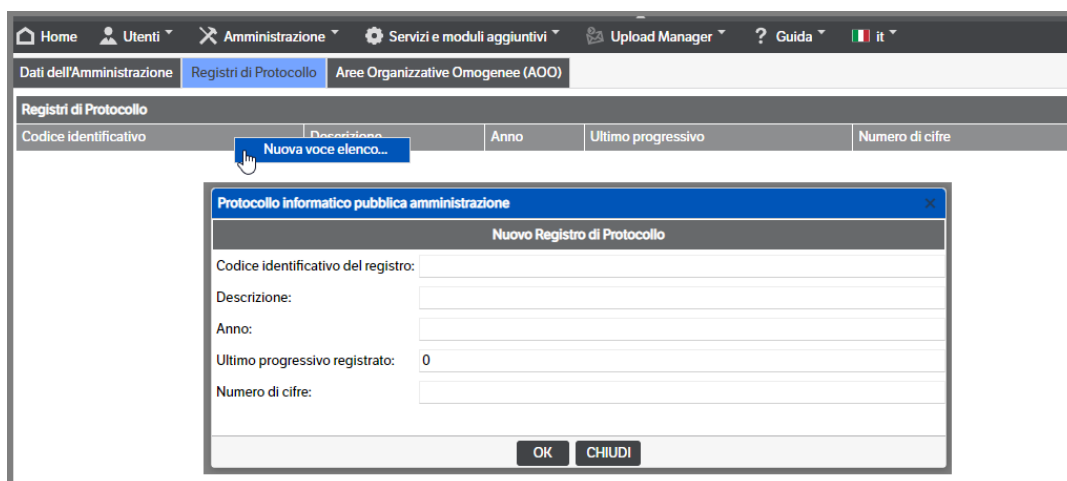 Home Utenti Amministrazione Servizi e moduli aggiuntivi Upload Manager ? Guida it
Dati dell'Amministrazione Registri di Protocollo Aree Organizzative Omogenee (AOO)
Registri di Protocollo
Codice identificativo Descrizione Anno Ultimo progressivo Numero di cifre
Nuova voce elenco...
Protocollo informatico pubblica amministrazione ×
Nuovo Registro di Protocollo
Codice identificativo del registro:
Descrizione:
Anno:
Ultimo progressivo registrato: 0
Numero di cifre:
OK CHIUDI